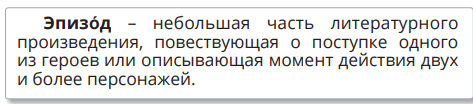 Эпизо́д – небольшая часть литературного
произведения, повествующая о поступке одного
из героев или описывающая момент действия двух
и более персонажей.